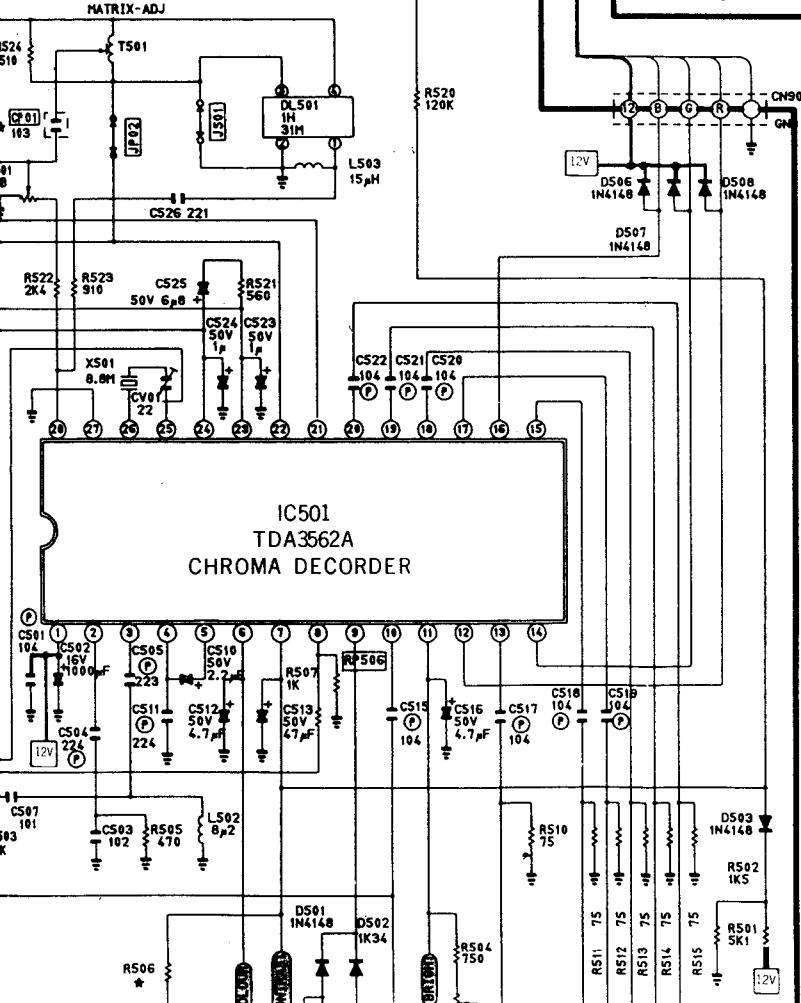 MATRIX-ADJ
T501
510
CP01
103
JP02
JS01
3
4
DL501
1H
31M
2
1
L503
15μH
C526 221
R520
120K
CN90
12
B
G
R
12V
D506
1N4148
D508
1N4148
D507
1N4148
R522
2K4
R523
910
C525
50V 6μ8
R521
560
C524
50V
1μ
C523
50V
1μ
X501
8.8M
CV01
22
C522
104
P
C521
104
P
C520
104
P
28
27
26
25
24
23
22
21
20
19
18
17
16
15
IC501
TDA3562A
CHROMA DECORDER
1
2
3
4
5
6
7
8
9
10
11
12
13
14
P
C501
104
C502
16V
1000μF
C505
P
223
C510
50V
2.2μF
R507
1K
RP506
C504
224
P
12V
C511
P
224
C512
50V
4.7μF
C513
50V
47μF
C515
P
104
C516
50V
4.7μF
C517
P
104
C518
104
P
C519
104
P
C507
101
C503
102
R505
470
L502
8μ2
R510
75
D503
1N4148
R502
1K5
R501
5K1
12V
R511 75
R512 75
R513 75
R514 75
R515 75
D501
1N4148
D502
1K34
R504
750
R506
BRIGHT